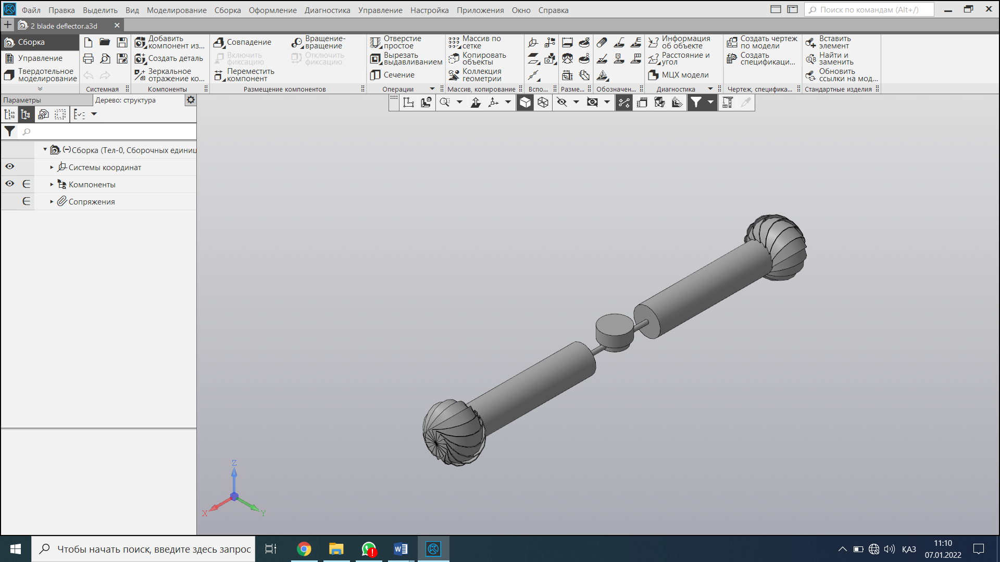 Файл Правка Выделить Вид Моделирование Сборка Оформление Диагностика Управление Настройка Приложения Окно Справка
Поиск по командам (Alt+/)
2 blade deflector.a3d
Сборка
Управление
Твердотельное
моделирование
Системная
Добавить
компонент из...
Создать деталь
Зеркальное
отражение ко...
Компоненты
Совпадение
Включить
фиксацию
Переместить
компонент
Вращение-
вращение
Отключить
фиксацию
Размещение компонентов
Отверстие
простое
Вырезать
выдавливанием
Сечение
Операции
Массив по
сетке
Копировать
объекты
Коллекция
геометрии
Массив, копирование
Вспо...
Разме...
Обозначен...
Информация
об объекте
Расстояние и
угол
МЦХ модели
Диагностика
Создать чертеж
по модели
Создать
спецификаци...
Чертеж, специфика...
Вставить
элемент
Найти и
заменить
Обновить
ссылки на мод...
Стандартные изделия
Параметры
Дерево: структура
(-)Сборка (Тел-0, Сборочных единиц
Системы координат
Компоненты
Сопряжения
Z
X
Y
Чтобы начать поиск, введите здесь запрос
ҚАЗ
11:10
07.01.2022